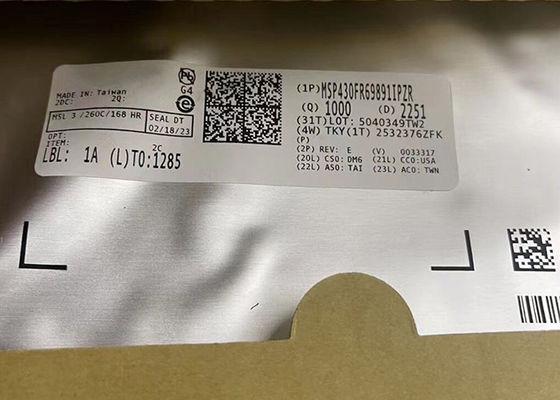 MADE IN: Taiwan
2DC: 2Q:
G4
MSL 3 /260C/168 HR
SEAL DT
02/18/23
OPT:
ITEM:
2C
LBL: 1A (L)TO:1285
(1P)MSP430FR69891IPZR
(Q) 1000 (D) 2251
(31T)LOT: 5040349TW2
(4W) TKY(1T) 2532376ZFK
(P)
(2P) REV: E (V) 0033317
(20L) CSO:DM6 (21L) CCO:USA
(22L) ASO:TAI (23L) ACO:TWN